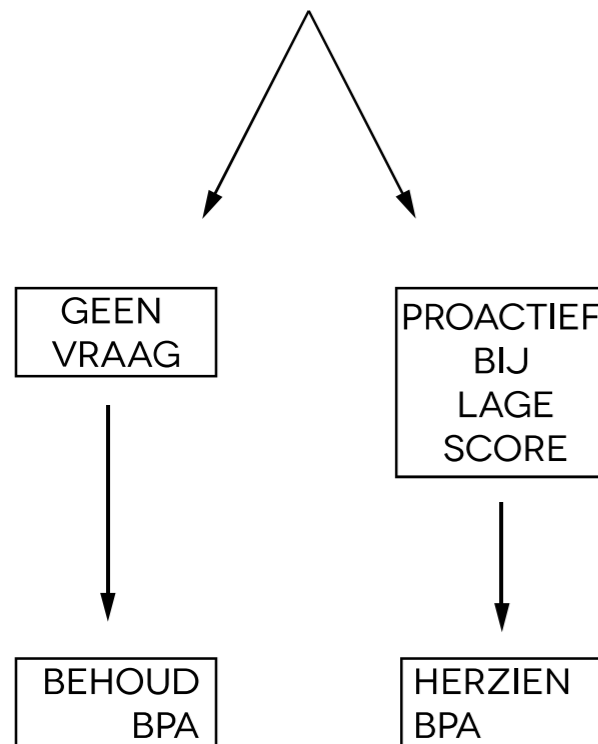 GEEN
VRAAG
PROACTIEF
BIJ
LAGE
SCORE
BEHOUD
BPA
HERZIEN
BPA